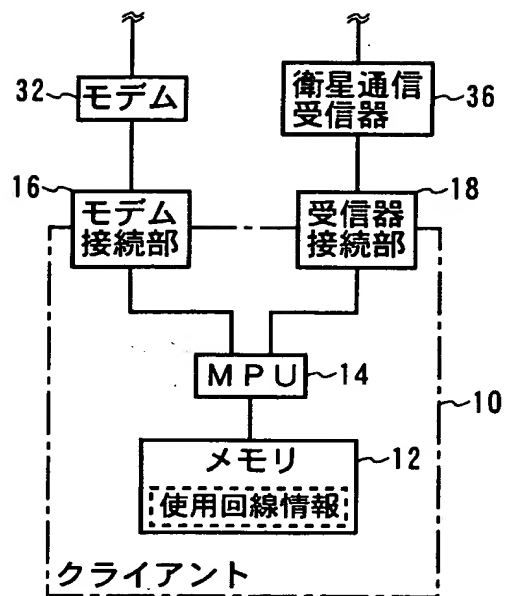 32
モデム
衛星通信
受信器
36
16
モデム
接続部
受信器
接続部
18
MPU
14
10
メモリ
12
使用回線情報
クライアント